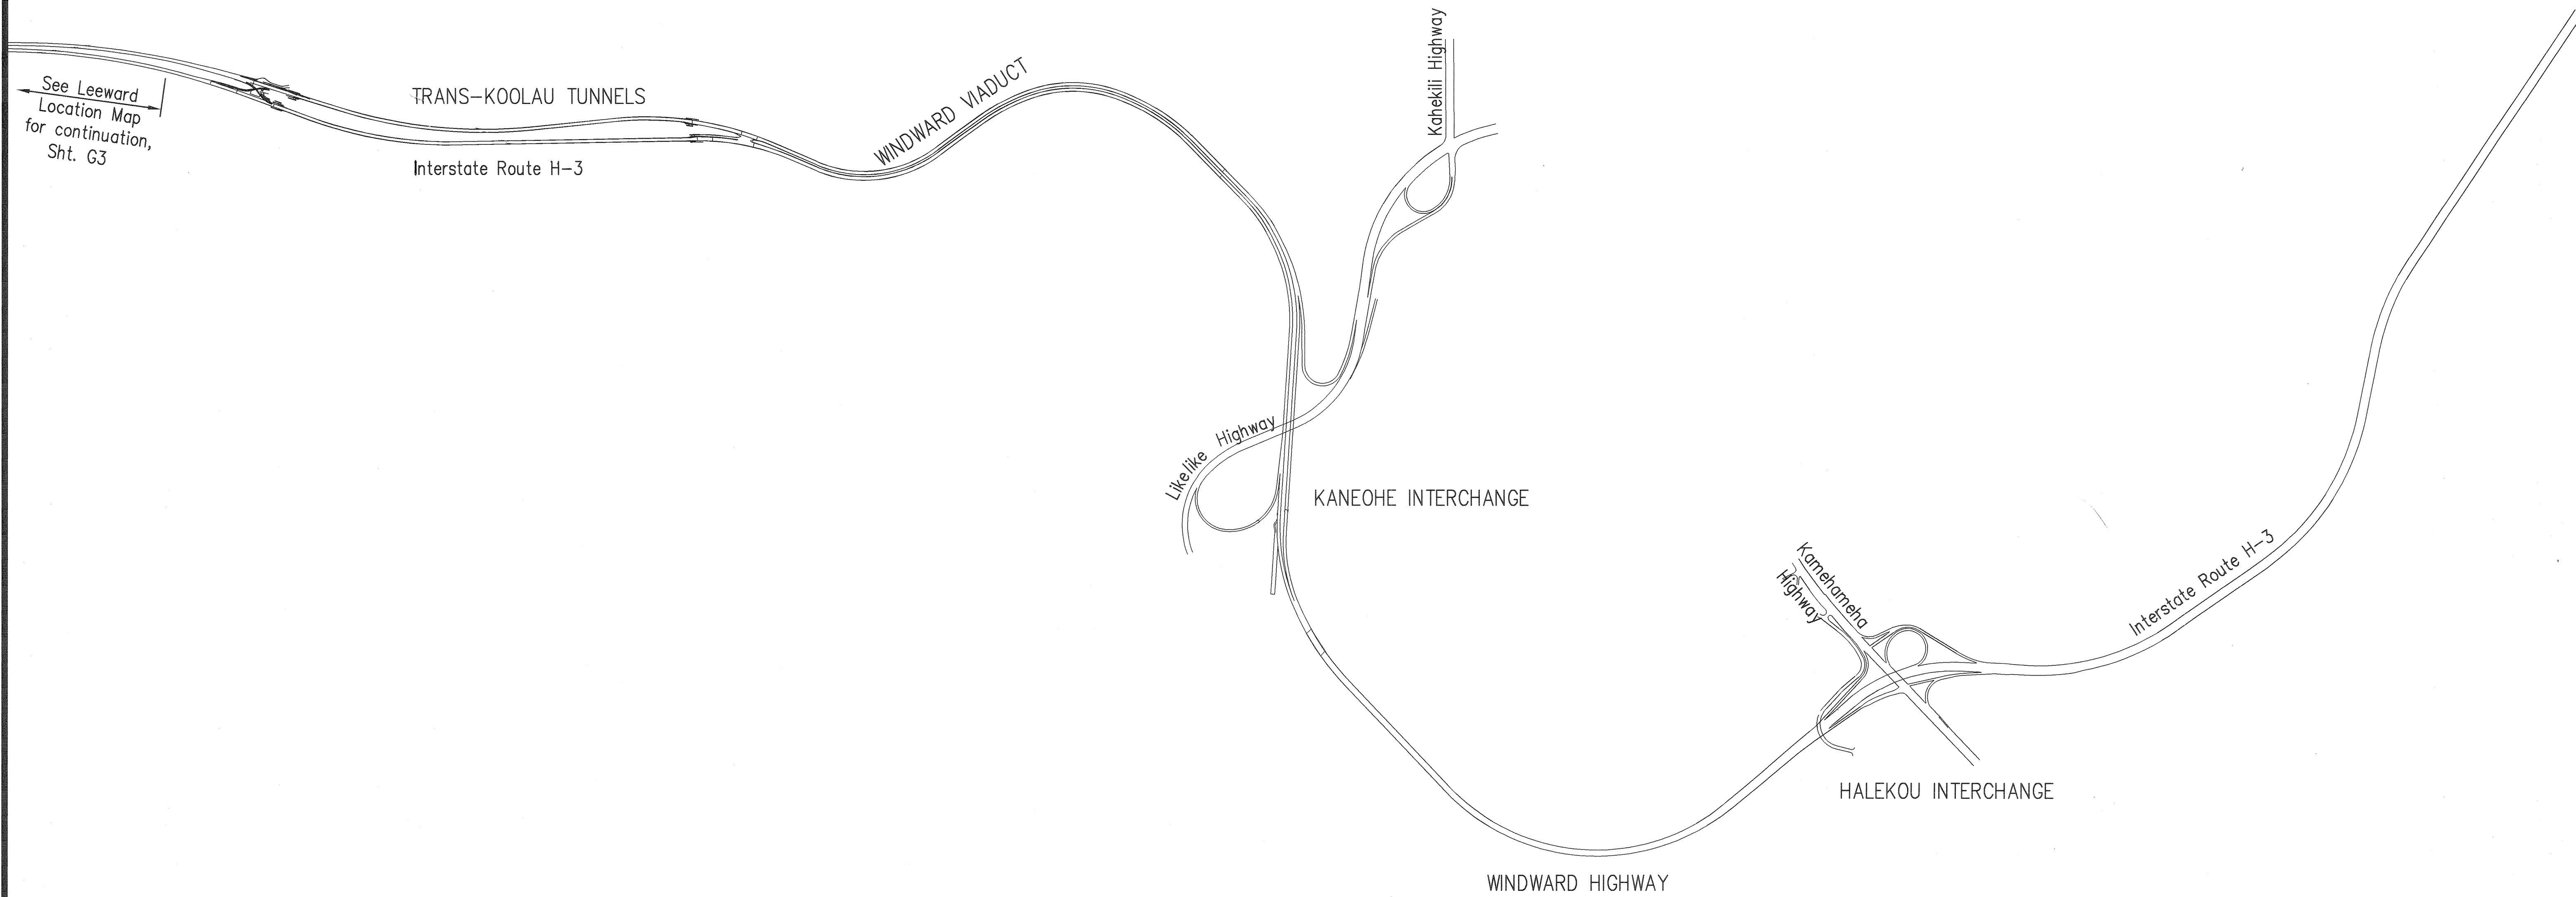 See Leeward
Location Map
for continuation,
Sht. G3
TRANS-KOOLAU TUNNELS
Interstate Route H-3
WINDWARD VIADUCT
Kahekili Highway
Likelike Highway
KANEOHE INTERCHANGE
Kamehameha
Highway
HALEKOU INTERCHANGE
Interstate Route H-3
WINDWARD HIGHWAY